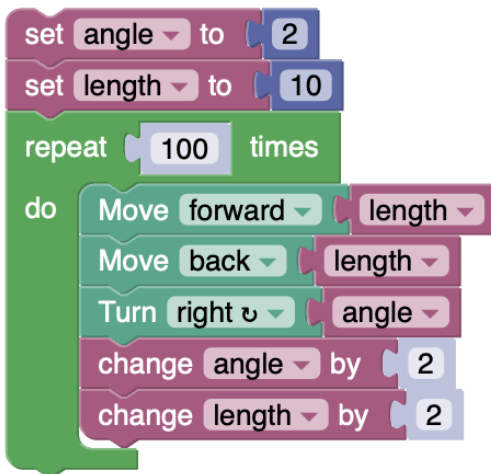 set angle to 2
set length to 10
repeat 100 times
do Move forward length
Move back length
Turn right ↻ angle
change angle by 2
change length by 2